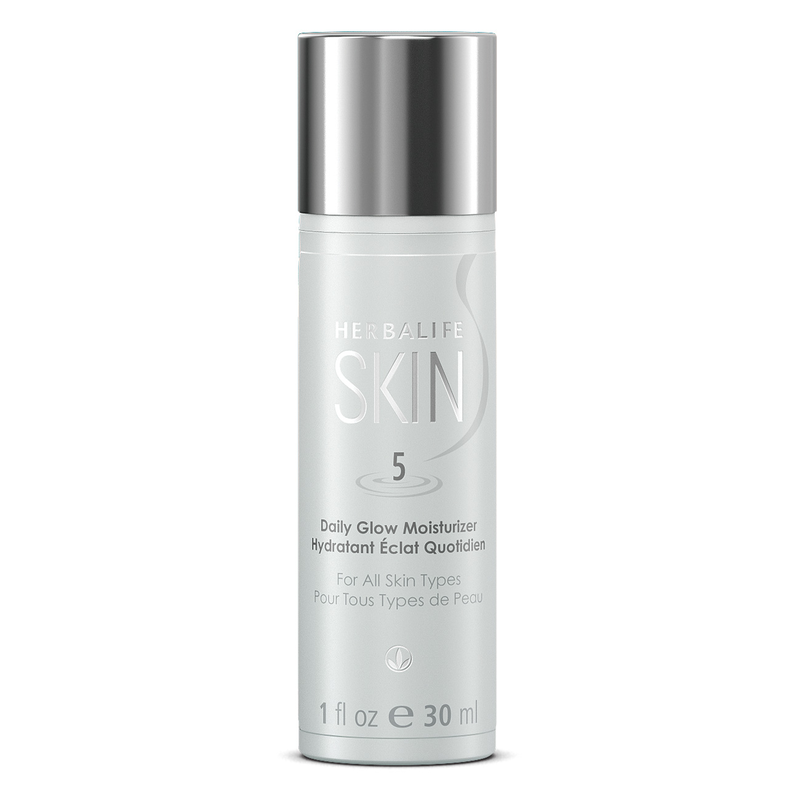 HERBALIFE
SKIN
5
Daily Glow Moisturizer
Hydratant Éclat Quotidien
For All Skin Types
Pour Tous Types de Peau
1 fl oz e 30 ml